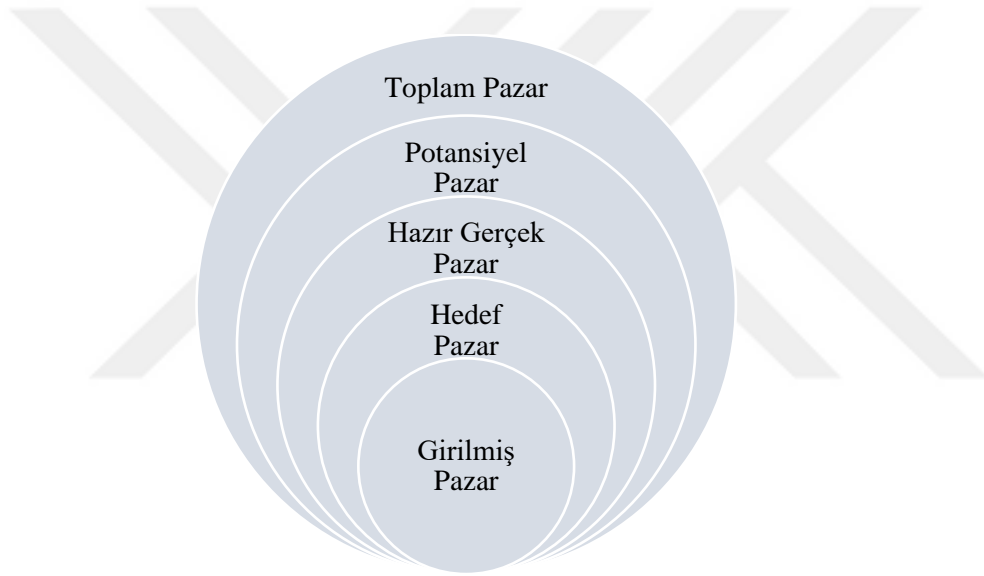 Toplam Pazar
Potansiyel
Pazar
Hazır Gerçek
Pazar
Hedef
Pazar
Girilmiş
Pazar